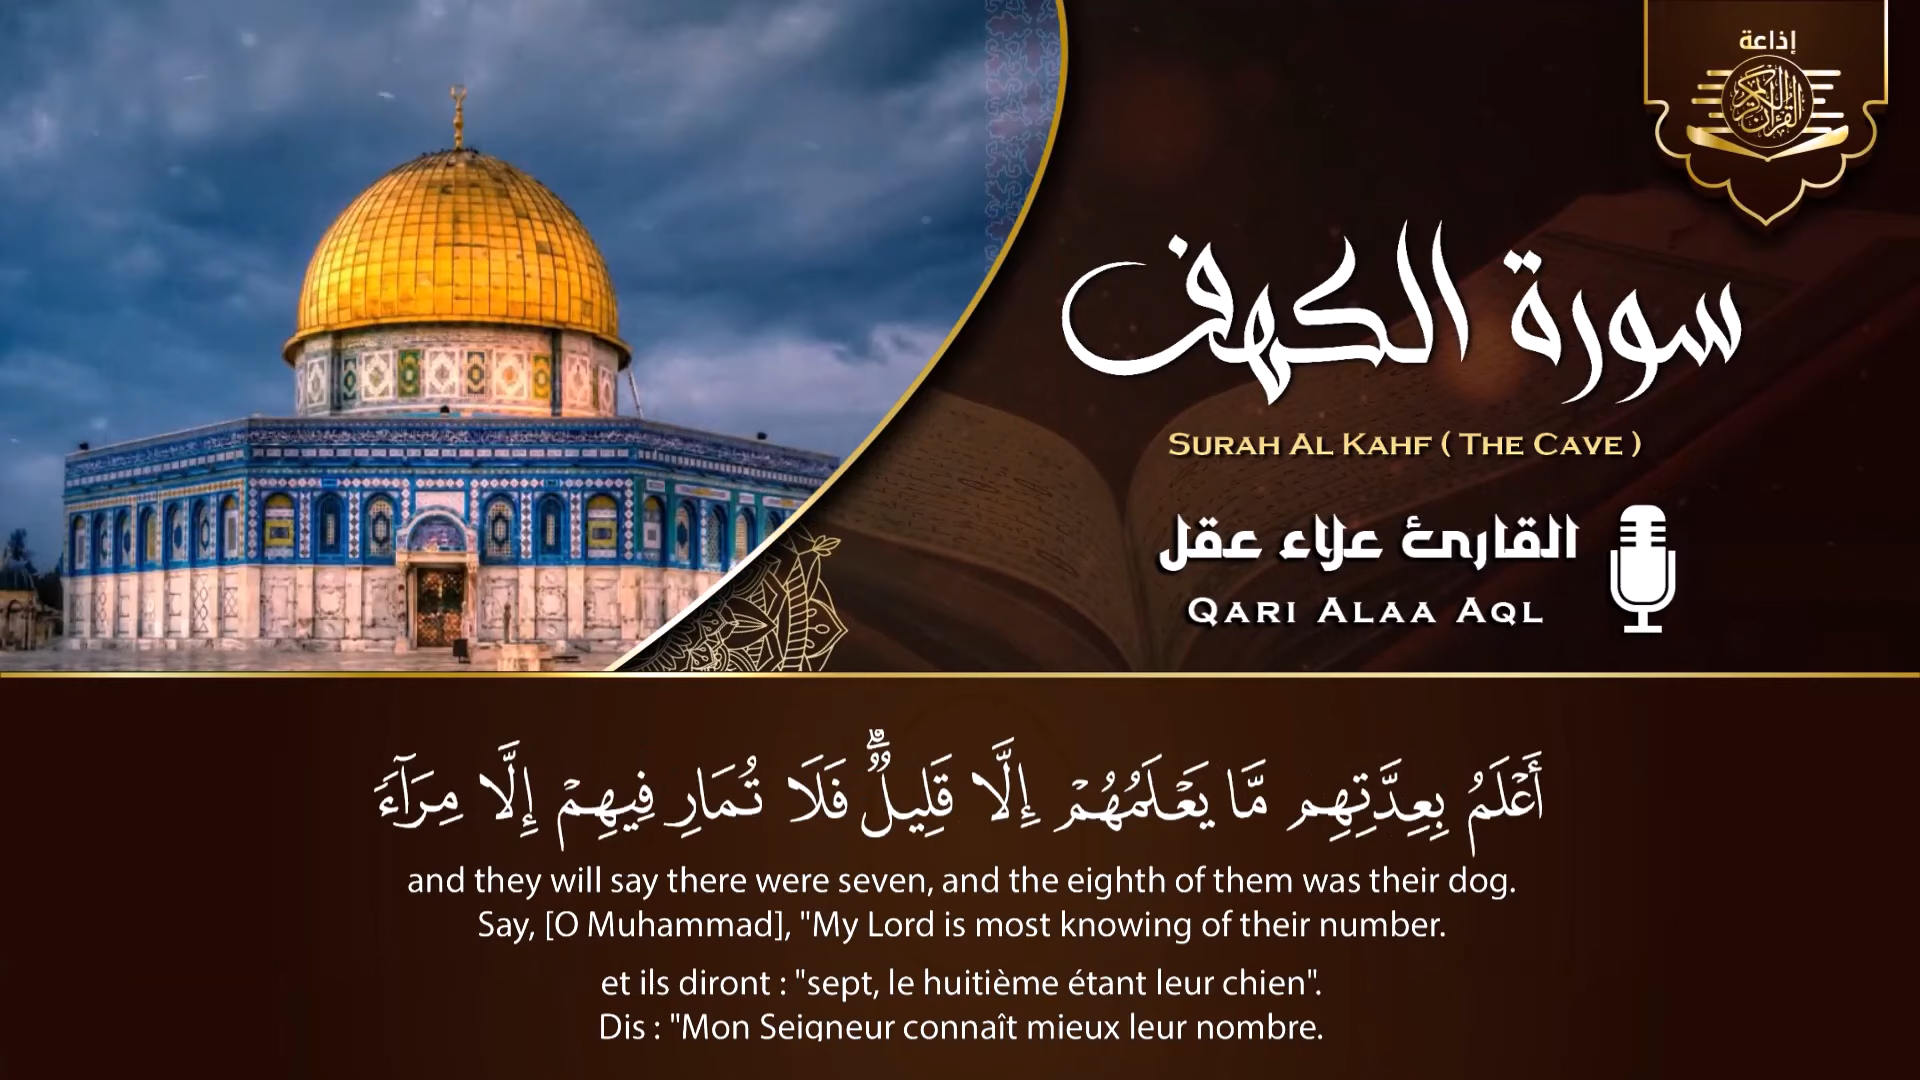 إذاعة
القرآن الكريم
سورة الكهف
SURAH AL KAHF ( THE CAVE )
القارئ علاء عقل
QARI ALAA AQL
أَعْلَمُ بِعِدَّتِهِم مَّا يَعْلَمُهُمْ إِلَّا قَلِيلٌ ۗ فَلَا تُمَارِ فِيهِمْ إِلَّا مِرَآءً
and they will say there were seven, and the eighth of them was their dog.
Say, [O Muhammad], "My Lord is most knowing of their number.
et ils diront : "sept, le huitième étant leur chien".
Dis : "Mon Seigneur connaît mieux leur nombre.